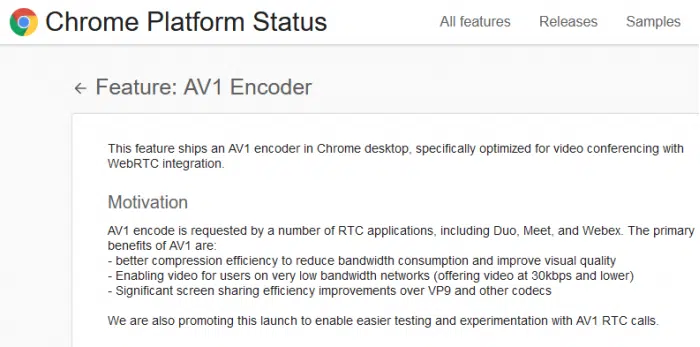 Chrome Platform Status
All features Releases Samples
← Feature: AV1 Encoder
This feature ships an AV1 encoder in Chrome desktop, specifically optimized for video conferencing with
WebRTC integration.
Motivation
AV1 encode is requested by a number of RTC applications, including Duo, Meet, and Webex. The primary
benefits of AV1 are:
- better compression efficiency to reduce bandwidth consumption and improve visual quality
- Enabling video for users on very low bandwidth networks (offering video at 30kbps and lower)
- Significant screen sharing efficiency improvements over VP9 and other codecs
We are also promoting this launch to enable easier testing and experimentation with AV1 RTC calls.